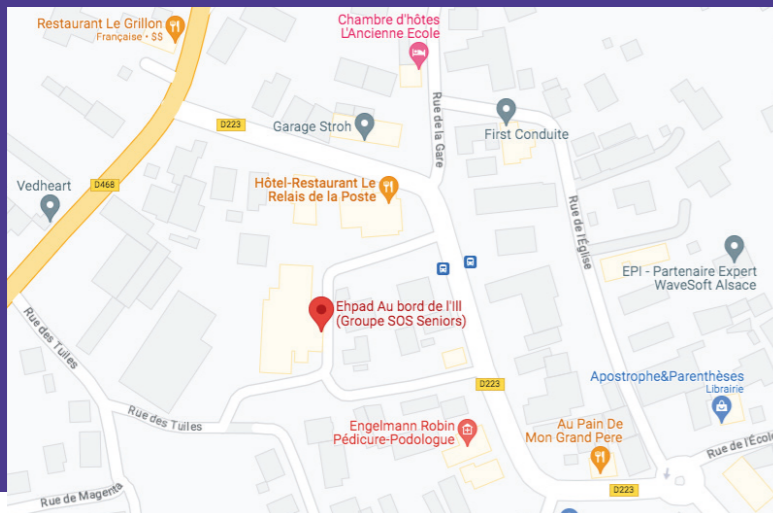 Restaurant Le Grillon
Française • $$
Chambre d'hôtes
L'Ancienne Ecole
D223
Garage Stroh
Rue de la Gare
First Conduite
Vedheart
D468
Hôtel-Restaurant Le
Relais de la Poste
Rue de l'Église
EPI - Partenaire Expert
WaveSoft Alsace
Ehpad Au bord de l'Ill
(Groupe SOS Seniors)
Rue des Tuiles
D223
Apostrophe&Parenthèses
Librairie
Rue des Tuiles
Engelmann Robin
Pédicure-Podologue
Au Pain De
Mon Grand Pere
Rue de l'École
Rue de Magenta
D223